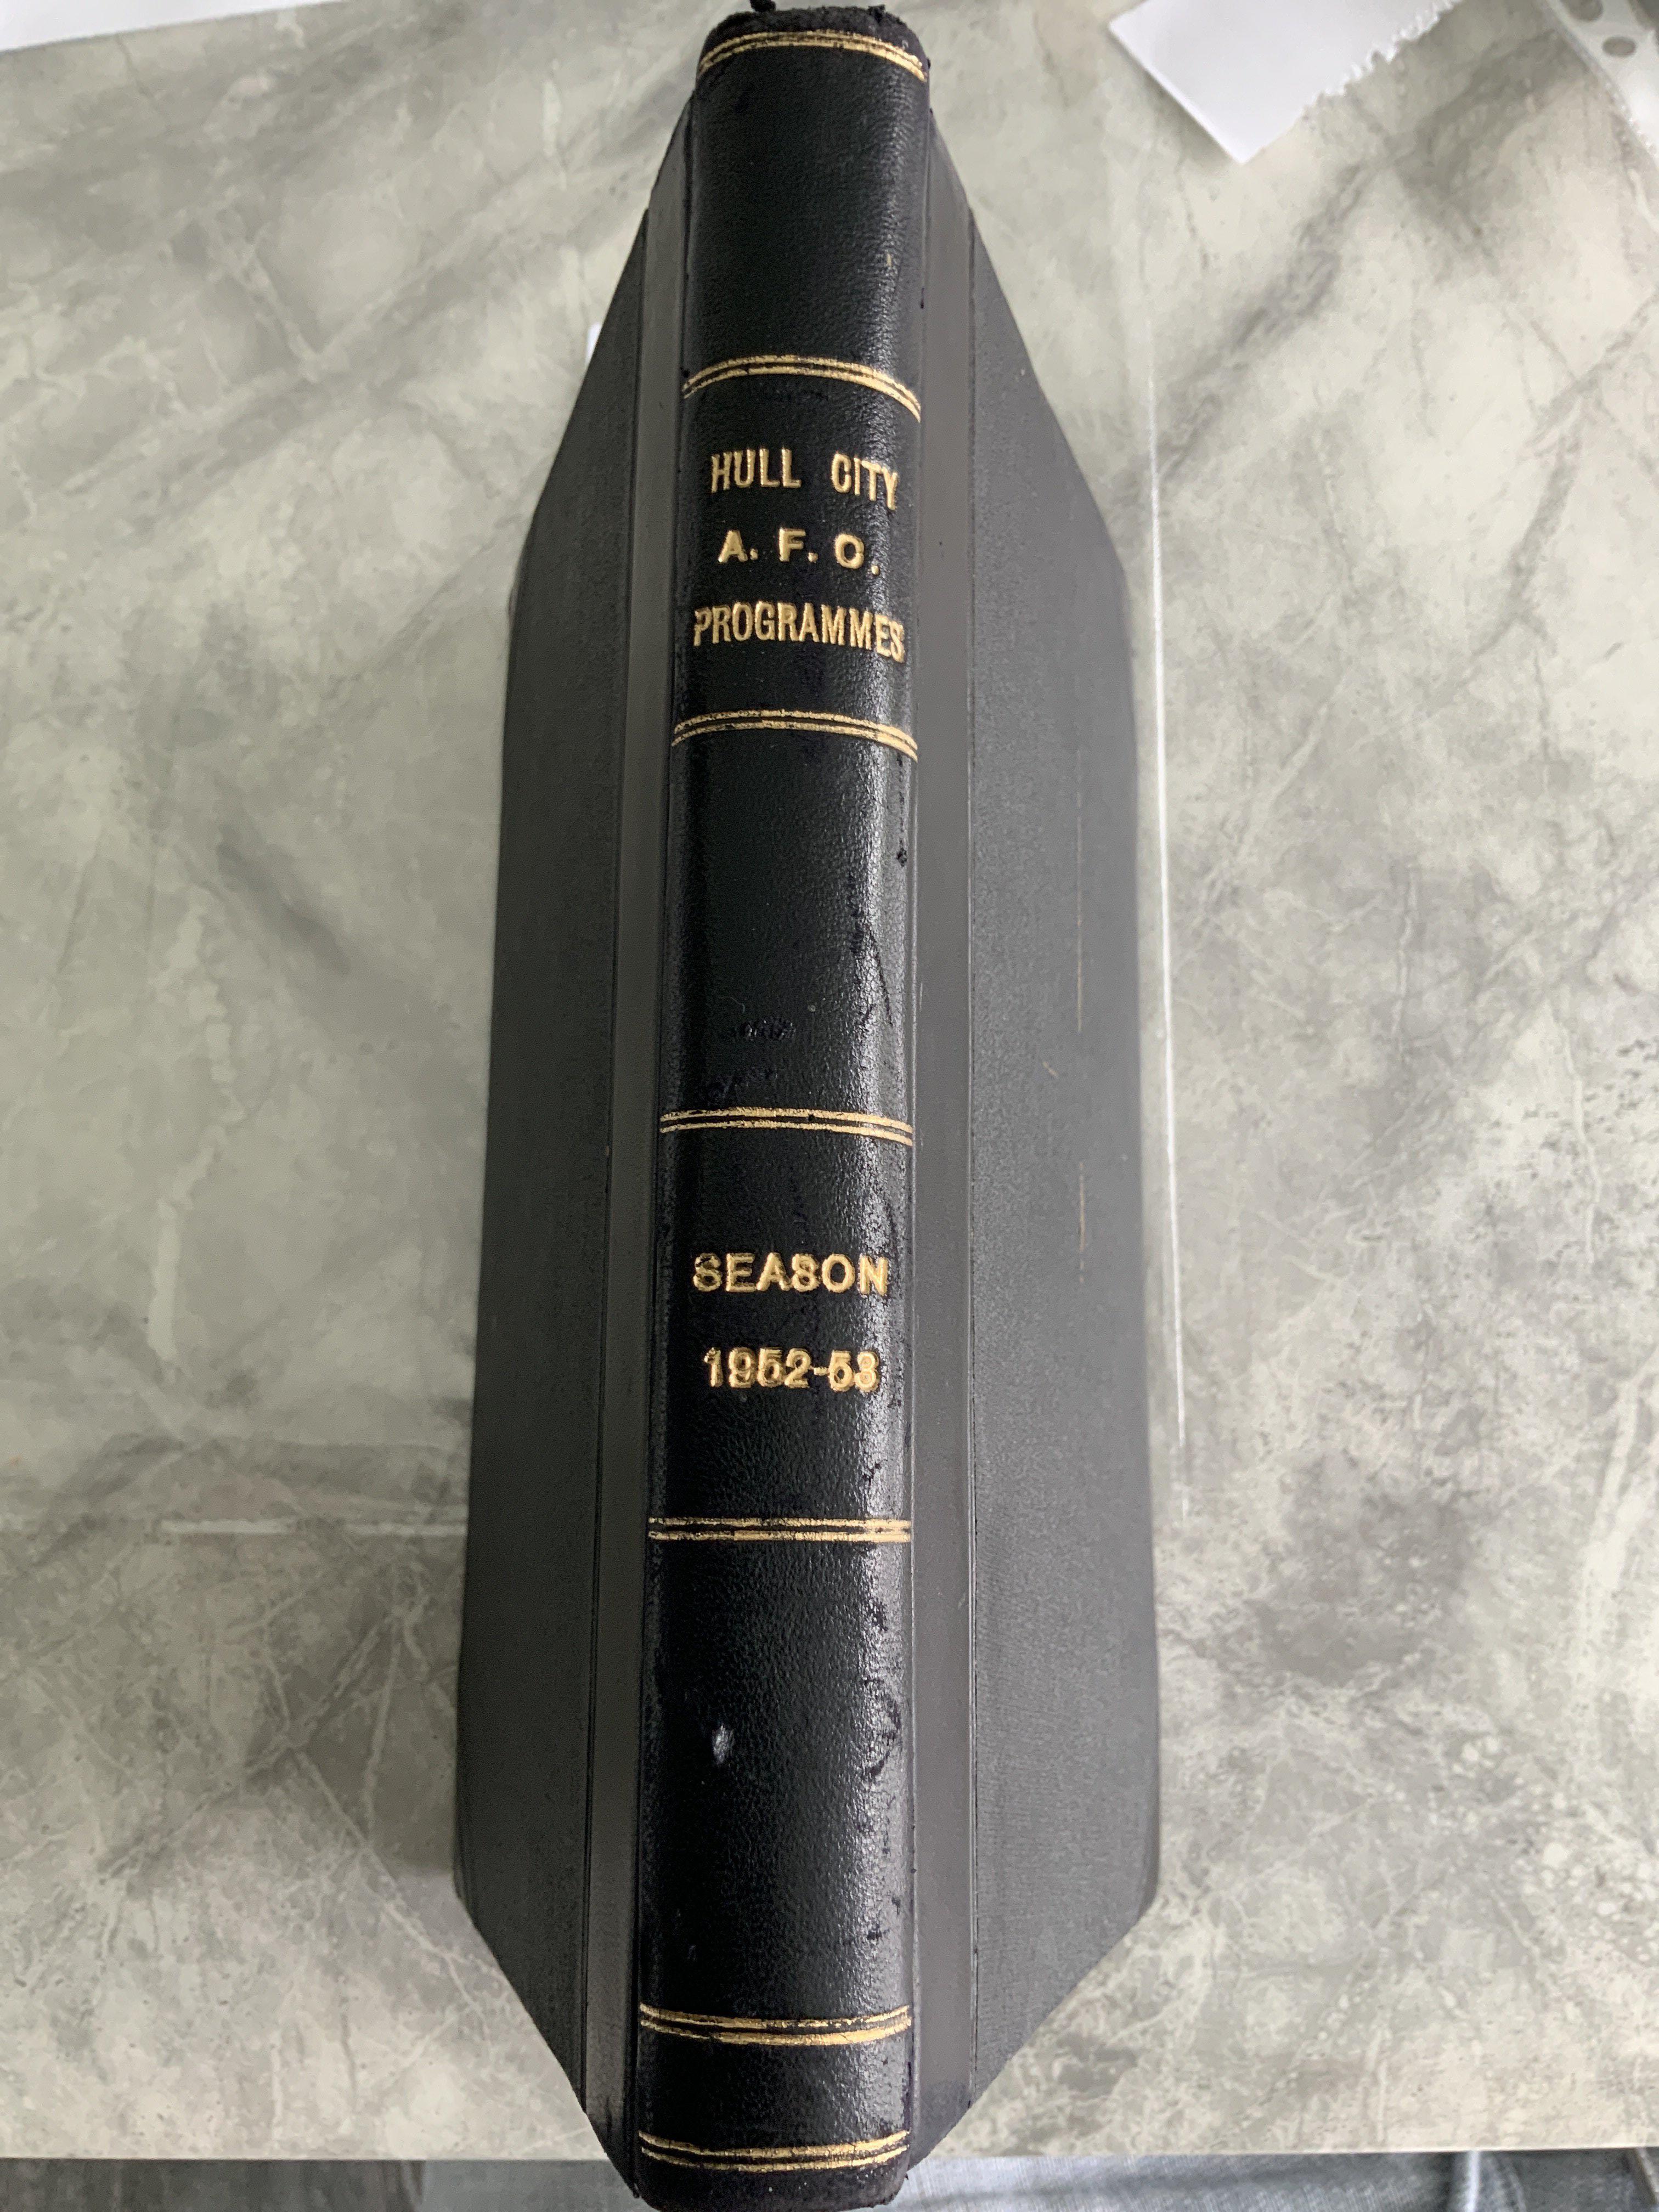 HULL CITY
A. F. C.
PROGRAMMES
SEASON
1952-53